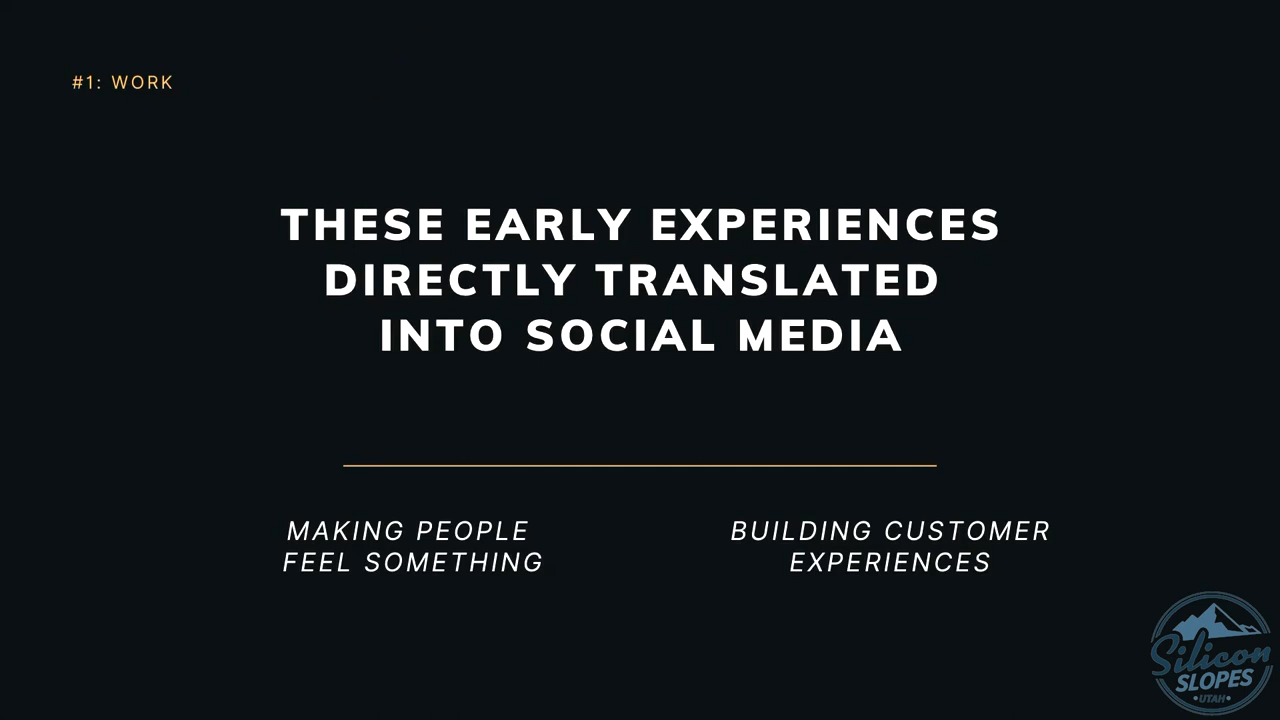 #1: WORK
THESE EARLY EXPERIENCES
DIRECTLY TRANSLATED
INTO SOCIAL MEDIA
MAKING PEOPLE
FEEL SOMETHING
BUILDING CUSTOMER
EXPERIENCES
Silicon
SLOPES
•UTAH•